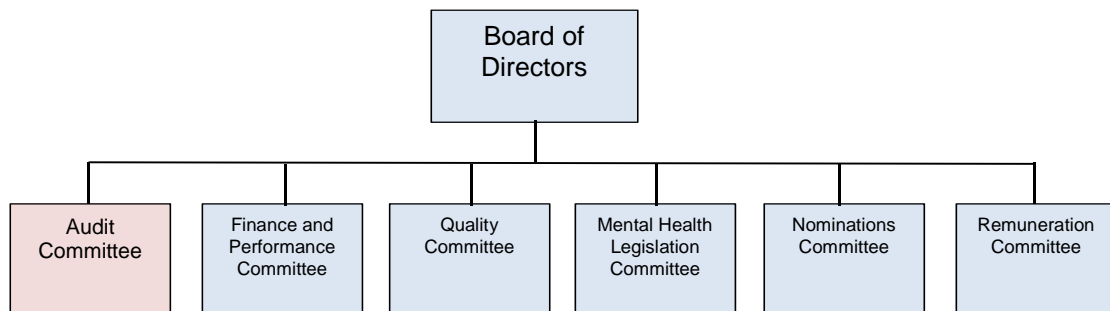 Board of
Directors
Audit
Committee
Finance and
Performance
Committee
Quality
Committee
Mental Health
Legislation
Committee
Nominations
Committee
Remuneration
Committee